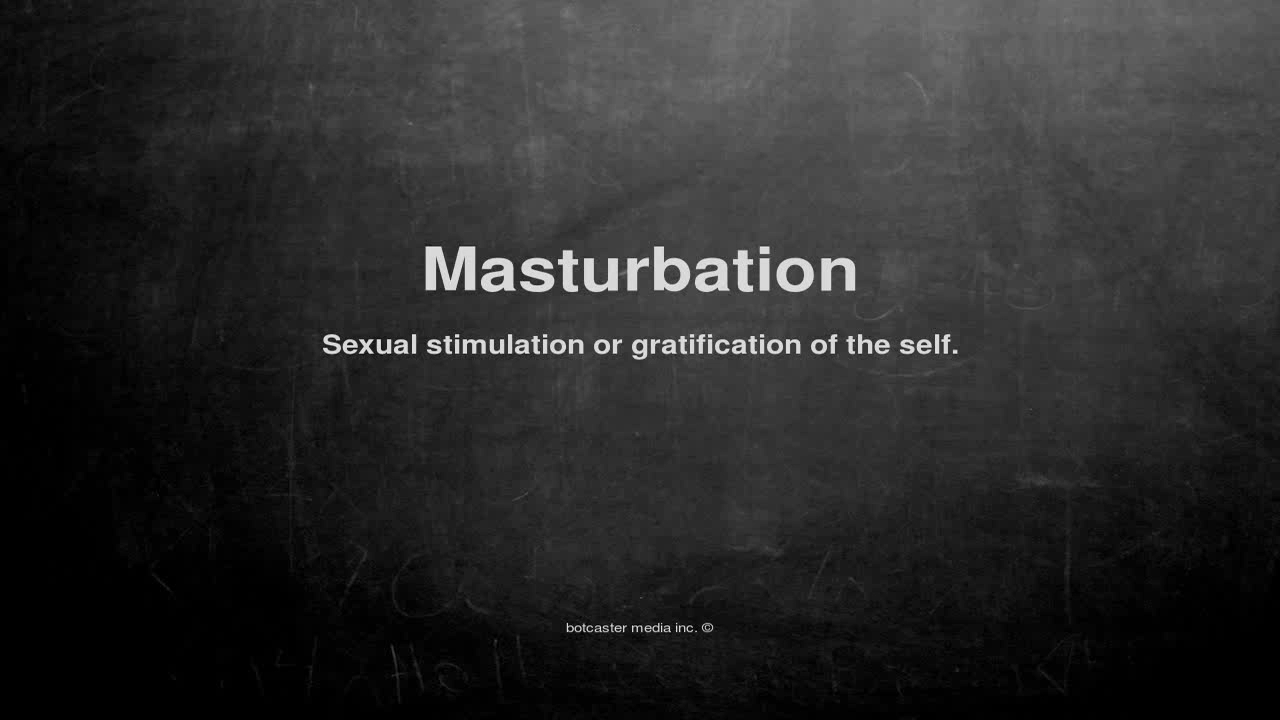 Masturbation
Sexual stimulation or gratification of the self.
botcaster media inc. ©